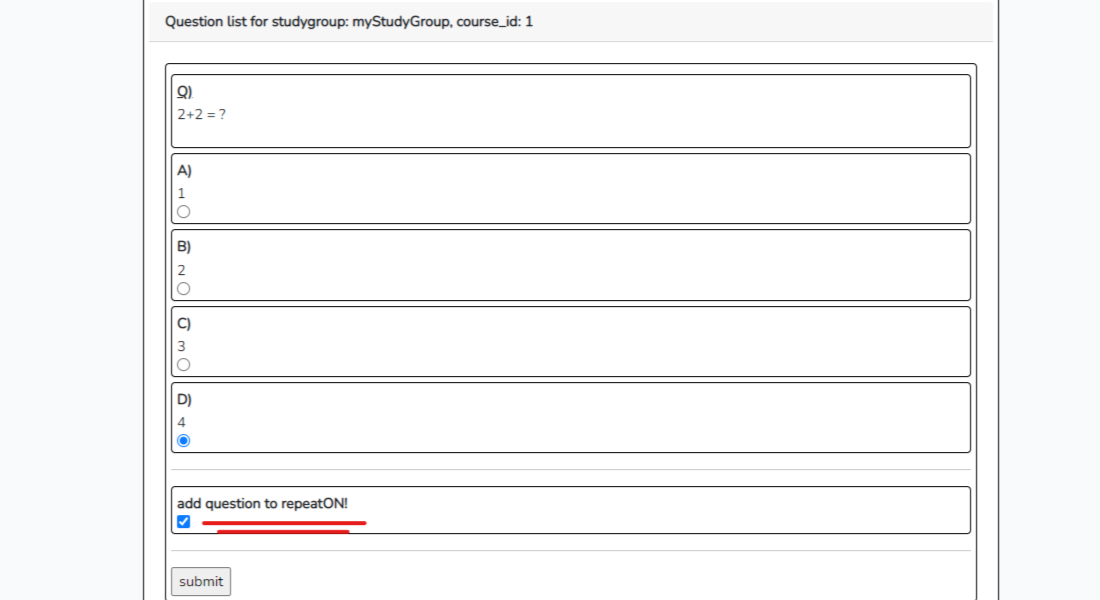 Question list for studygroup: myStudyGroup, course_id: 1
Q)
2+2 = ?
A)
1
B)
2
C)
3
D)
4
add question to repeatON!
submit